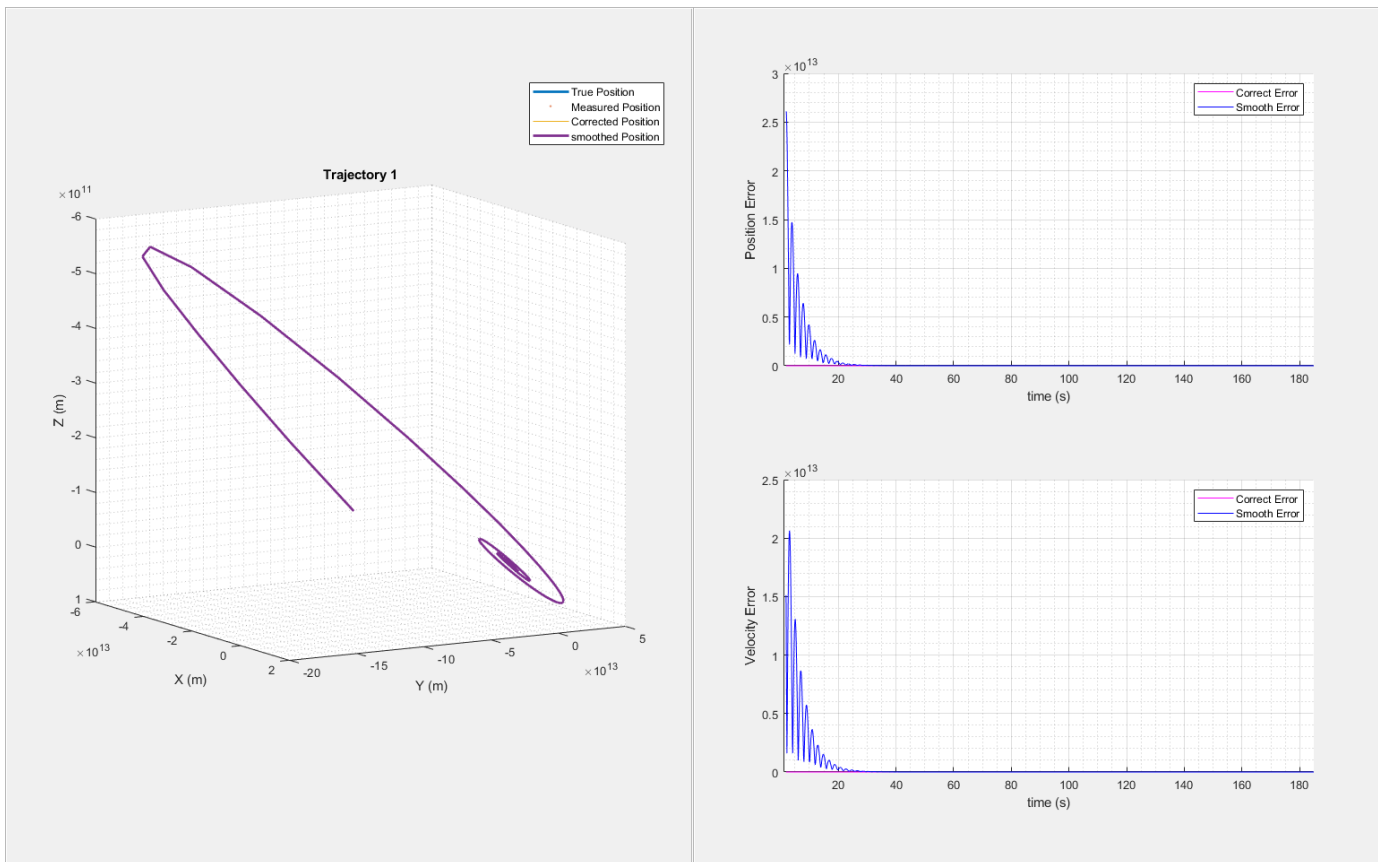 True Position
Measured Position
Corrected Position
smoothed Position
Trajectory 1
×10^11
-6
-5
-4
-3
-2
-1
0
1
Z (m)
-6
-4
-2
0
2
×10^13
X (m)
-20
-15
-10
-5
0
5
×10^13
Y (m)
×10^13
3
2.5
2
1.5
1
0.5
0
Position Error
Correct Error
Smooth Error
20 40 60 80 100 120 140 160 180
time (s)
×10^13
2.5
2
1.5
1
0.5
0
Velocity Error
Correct Error
Smooth Error
20 40 60 80 100 120 140 160 180
time (s)